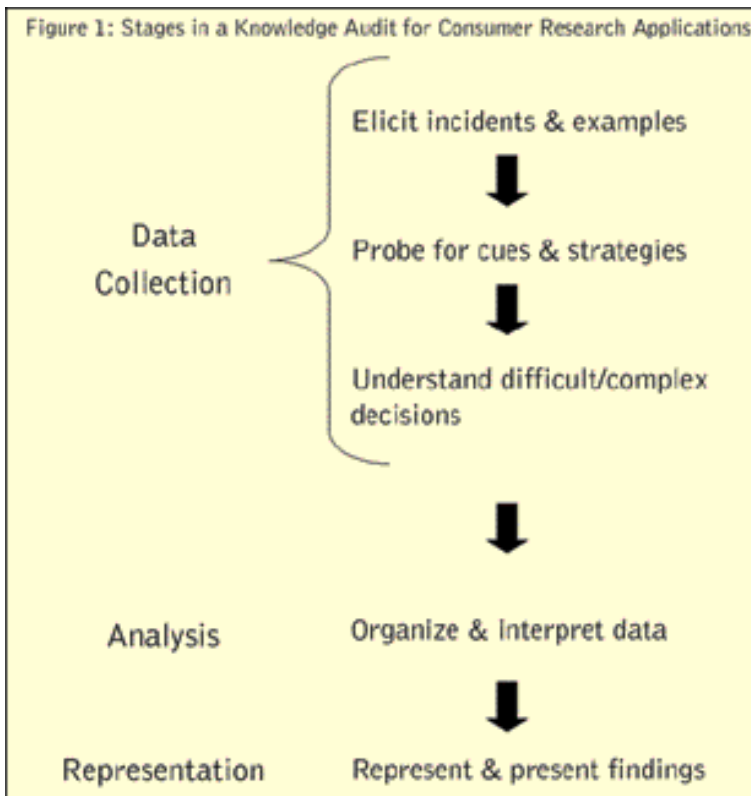 Figure 1: Stages in a Knowledge Audit for Consumer Research Applications
Elicit incidents & examples
Data
Collection
Probe for cues & strategies
Understand difficult/complex
decisions
Analysis
Organize & interpret data
Representation
Represent & present findings